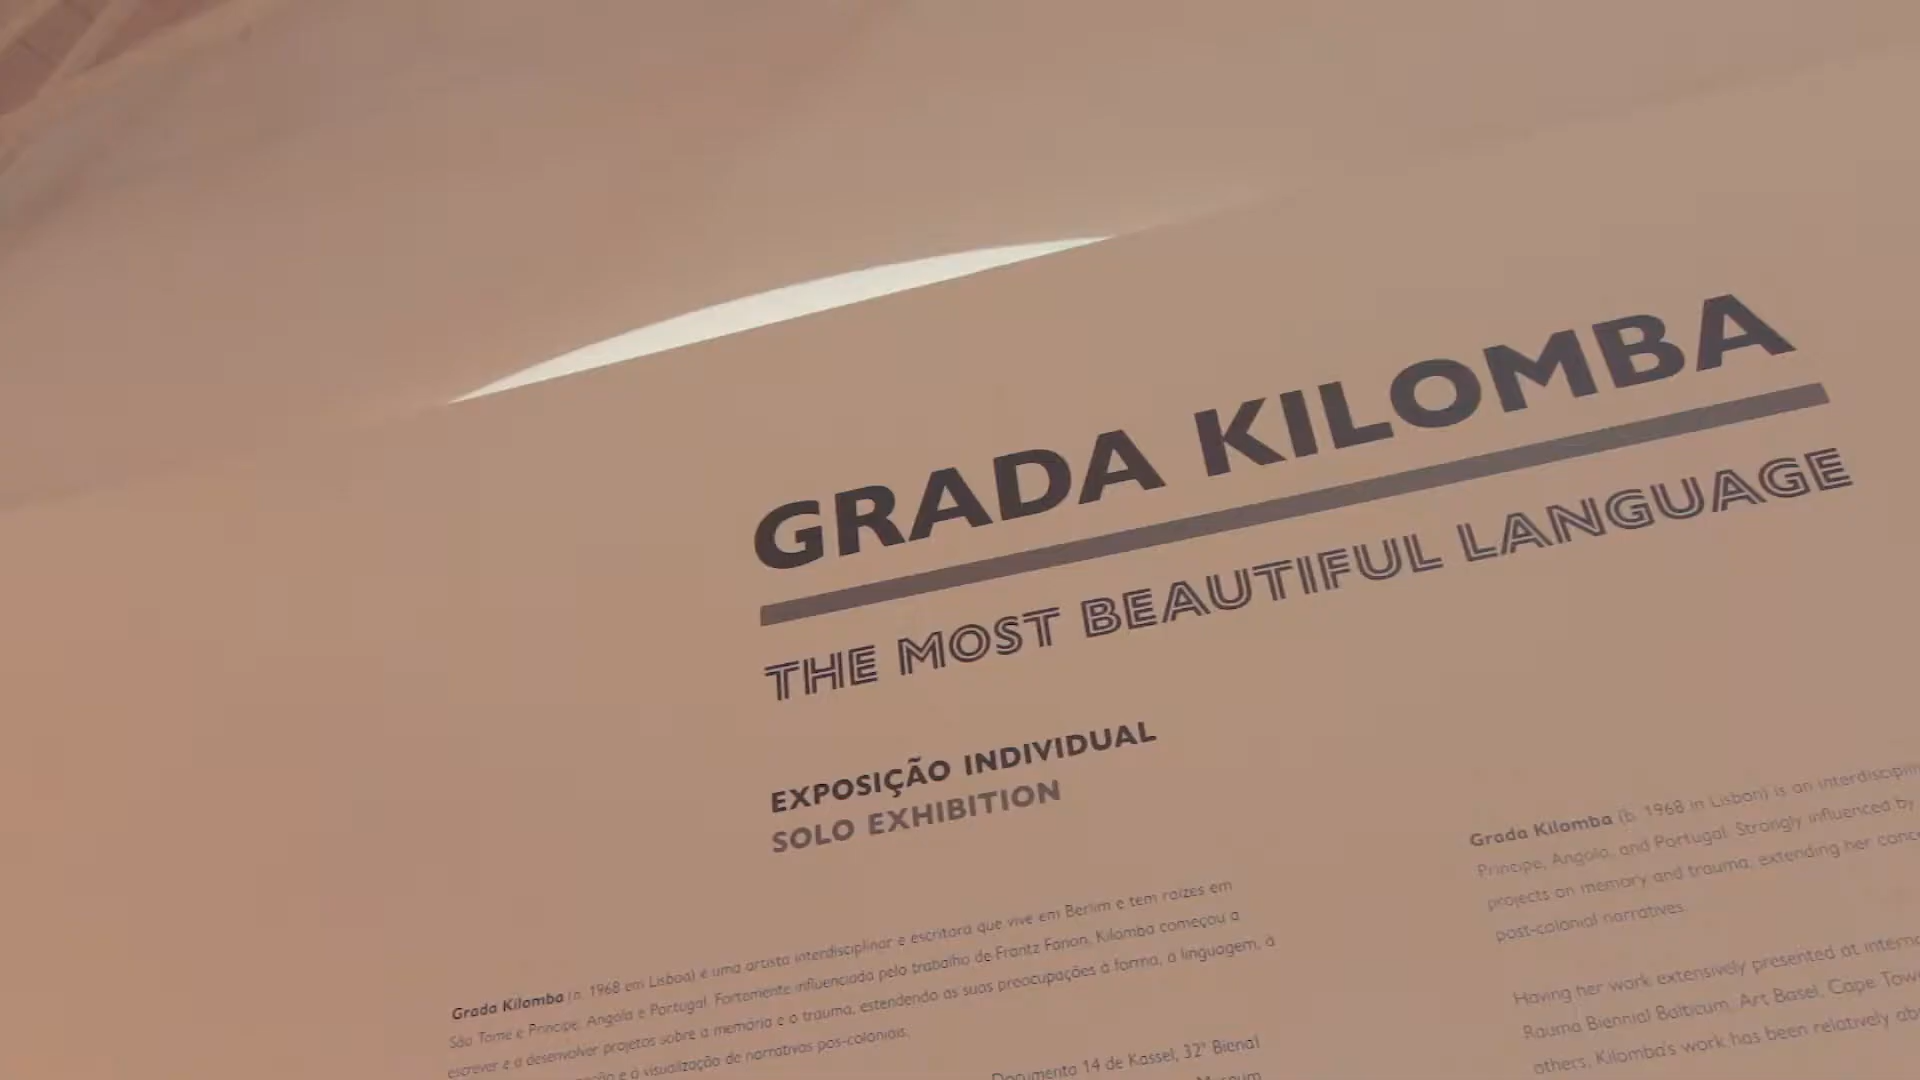 GRADA KILOMBA
THE MOST BEAUTIFUL LANGUAGE
EXPOSIÇÃO INDIVIDUAL
SOLO EXHIBITION
Grada Kilomba (n. 1968 em Lisboa) é uma artista interdisciplinar e escritora que vive em Berlim e tem raízes em
São Tomé e Príncipe, Angola e Portugal. Fortemente influenciada pelo trabalho de Frantz Fanon, Kilomba começou a
escrever e a desenvolver projetos sobre a memória e o trauma, estendendo as suas preocupações à forma, à linguagem, à
e à visualização de narrativas pós-coloniais.
Documenta 14 de Kassel, 32ª Bienal
Museum
Grada Kilomba (b. 1968 in Lisbon) is an
Príncipe, Angola, and Portugal. Strongly influenced by
projects on memory and trauma, extending her
post-colonial narratives.
Having her work extensively presented at
Rauma Biennial Balticum, Art Basel, Cape
others, Kilomba's work has been relatively